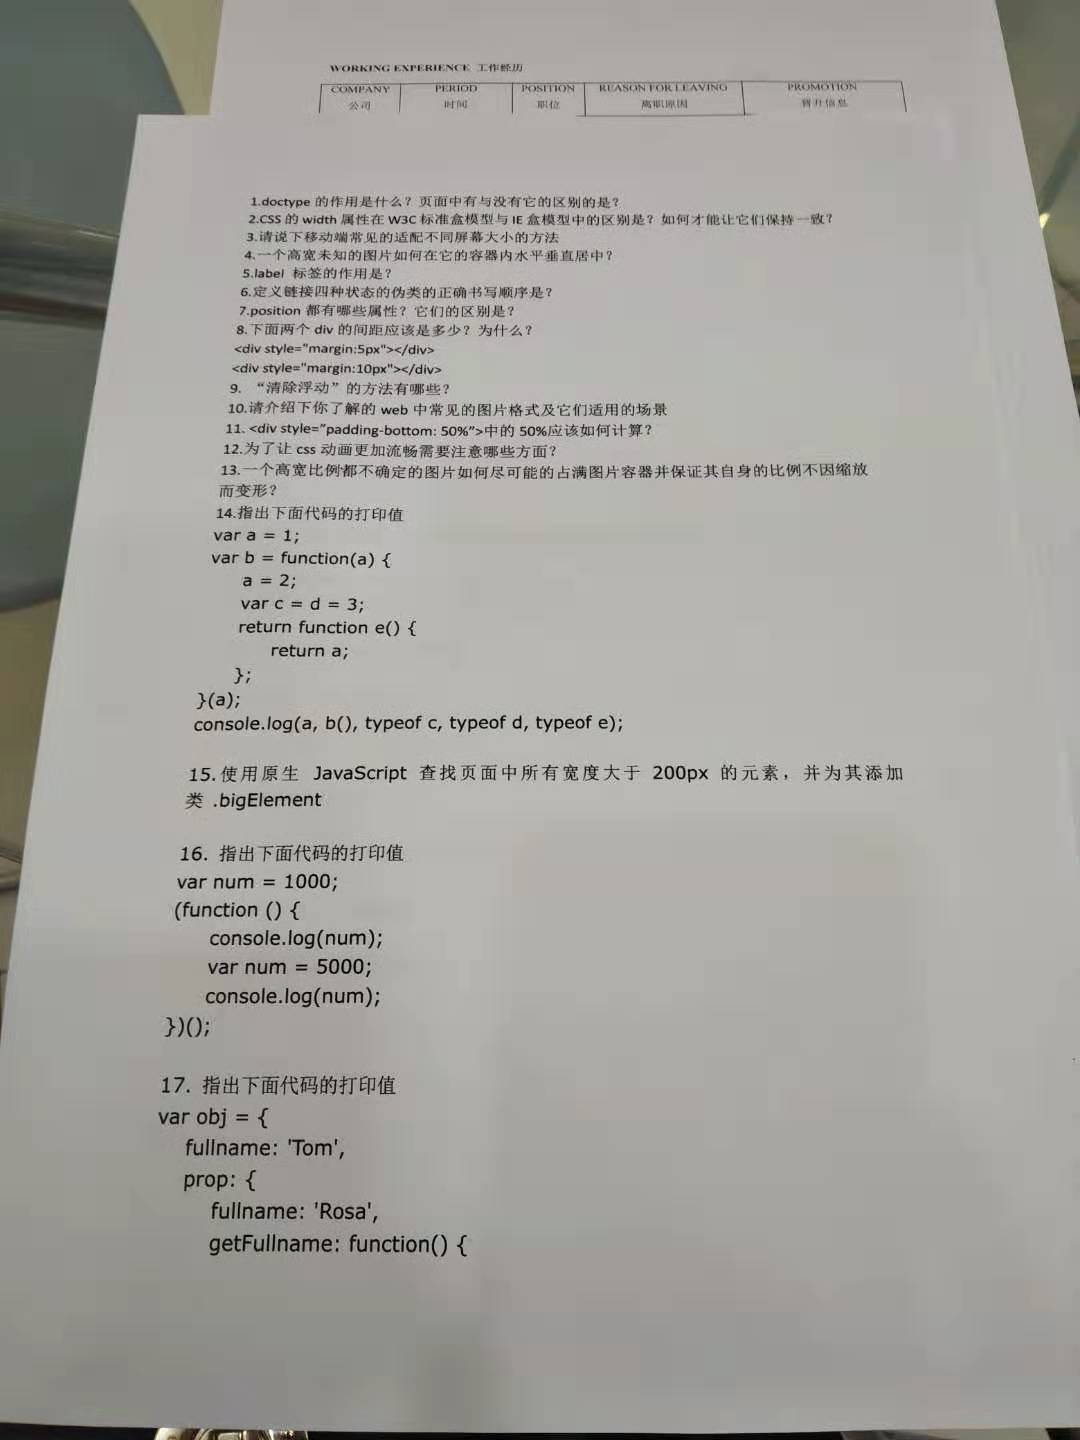 WORKING EXPERIENCE 工作经历
COMPANY PERIOD POSITION REASON FOR LEAVING PROMOTION
公司 时间 职位 离职原因 晋升信息
1.doctype 的作用是什么？页面中有与没有它的区别的是？
2.CSS 的 width 属性在 W3C 标准盒模型与 IE 盒模型中的区别是？如何才能让它们保持一致？
3.请说下移动端常见的适配不同屏幕大小的方法
4.一个高宽未知的图片如何在它的容器内水平垂直居中？
5.label 标签的作用是？
6.定义链接四种状态的伪类的正确书写顺序是？
7.position 都有哪些属性？它们的区别是？
8.下面两个 div 的间距应该是多少？为什么？
<div style="margin:5px"></div>
<div style="margin:10px"></div>
9. “清除浮动”的方法有哪些？
10.请介绍下你了解的 web 中常见的图片格式及它们适用的场景
11. <div style="padding-bottom: 50%">中的 50%应该如何计算？
12.为了让 css 动画更加流畅需要注意哪些方面？
13.一个高宽比例都不确定的图片如何尽可能的占满图片容器并保证其自身的比例不因缩放
而变形？
14.指出下面代码的打印值
var a = 1;
var b = function(a) {
a = 2;
var c = d = 3;
return function e() {
return a;
};
}(a);
console.log(a, b(), typeof c, typeof d, typeof e);
15.使用原生 JavaScript 查找页面中所有宽度大于 200px 的元素，并为其添加
类 .bigElement
16. 指出下面代码的打印值
var num = 1000;
(function () {
console.log(num);
var num = 5000;
console.log(num);
})();
17. 指出下面代码的打印值
var obj = {
fullname: 'Tom',
prop: {
fullname: 'Rosa',
getFullname: function() {